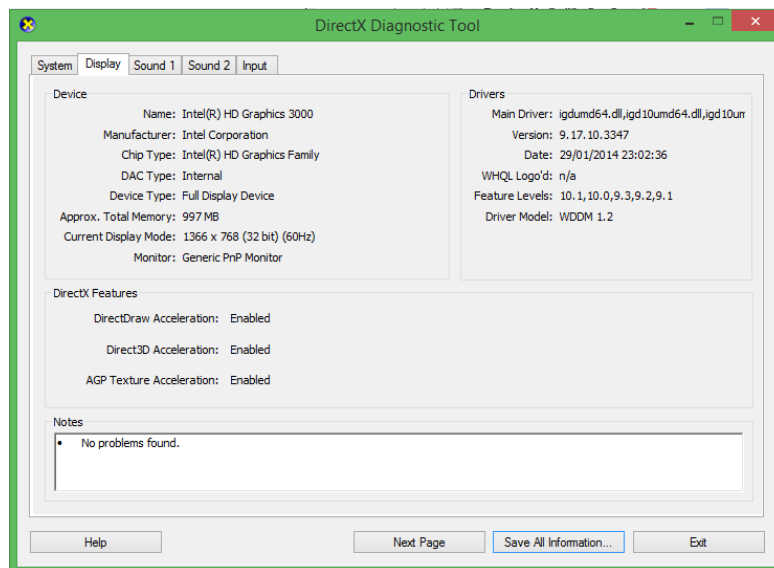 DirectX Diagnostic Tool
System Display Sound 1 Sound 2 Input
Device
Name: Intel(R) HD Graphics 3000
Manufacturer: Intel Corporation
Chip Type: Intel(R) HD Graphics Family
DAC Type: Internal
Device Type: Full Display Device
Approx. Total Memory: 997 MB
Current Display Mode: 1366 x 768 (32 bit) (60Hz)
Monitor: Generic PnP Monitor
Drivers
Main Driver: igdumd64.dll,igd10umd64.dll,igd10um
Version: 9.17.10.3347
Date: 29/01/2014 23:02:36
WHQL Logo'd: n/a
Feature Levels: 10.1,10.0,9.3,9.2,9.1
Driver Model: WDDM 1.2
DirectX Features
DirectDraw Acceleration: Enabled
Direct3D Acceleration: Enabled
AGP Texture Acceleration: Enabled
Notes
• No problems found.
Help Next Page Save All Information... Exit